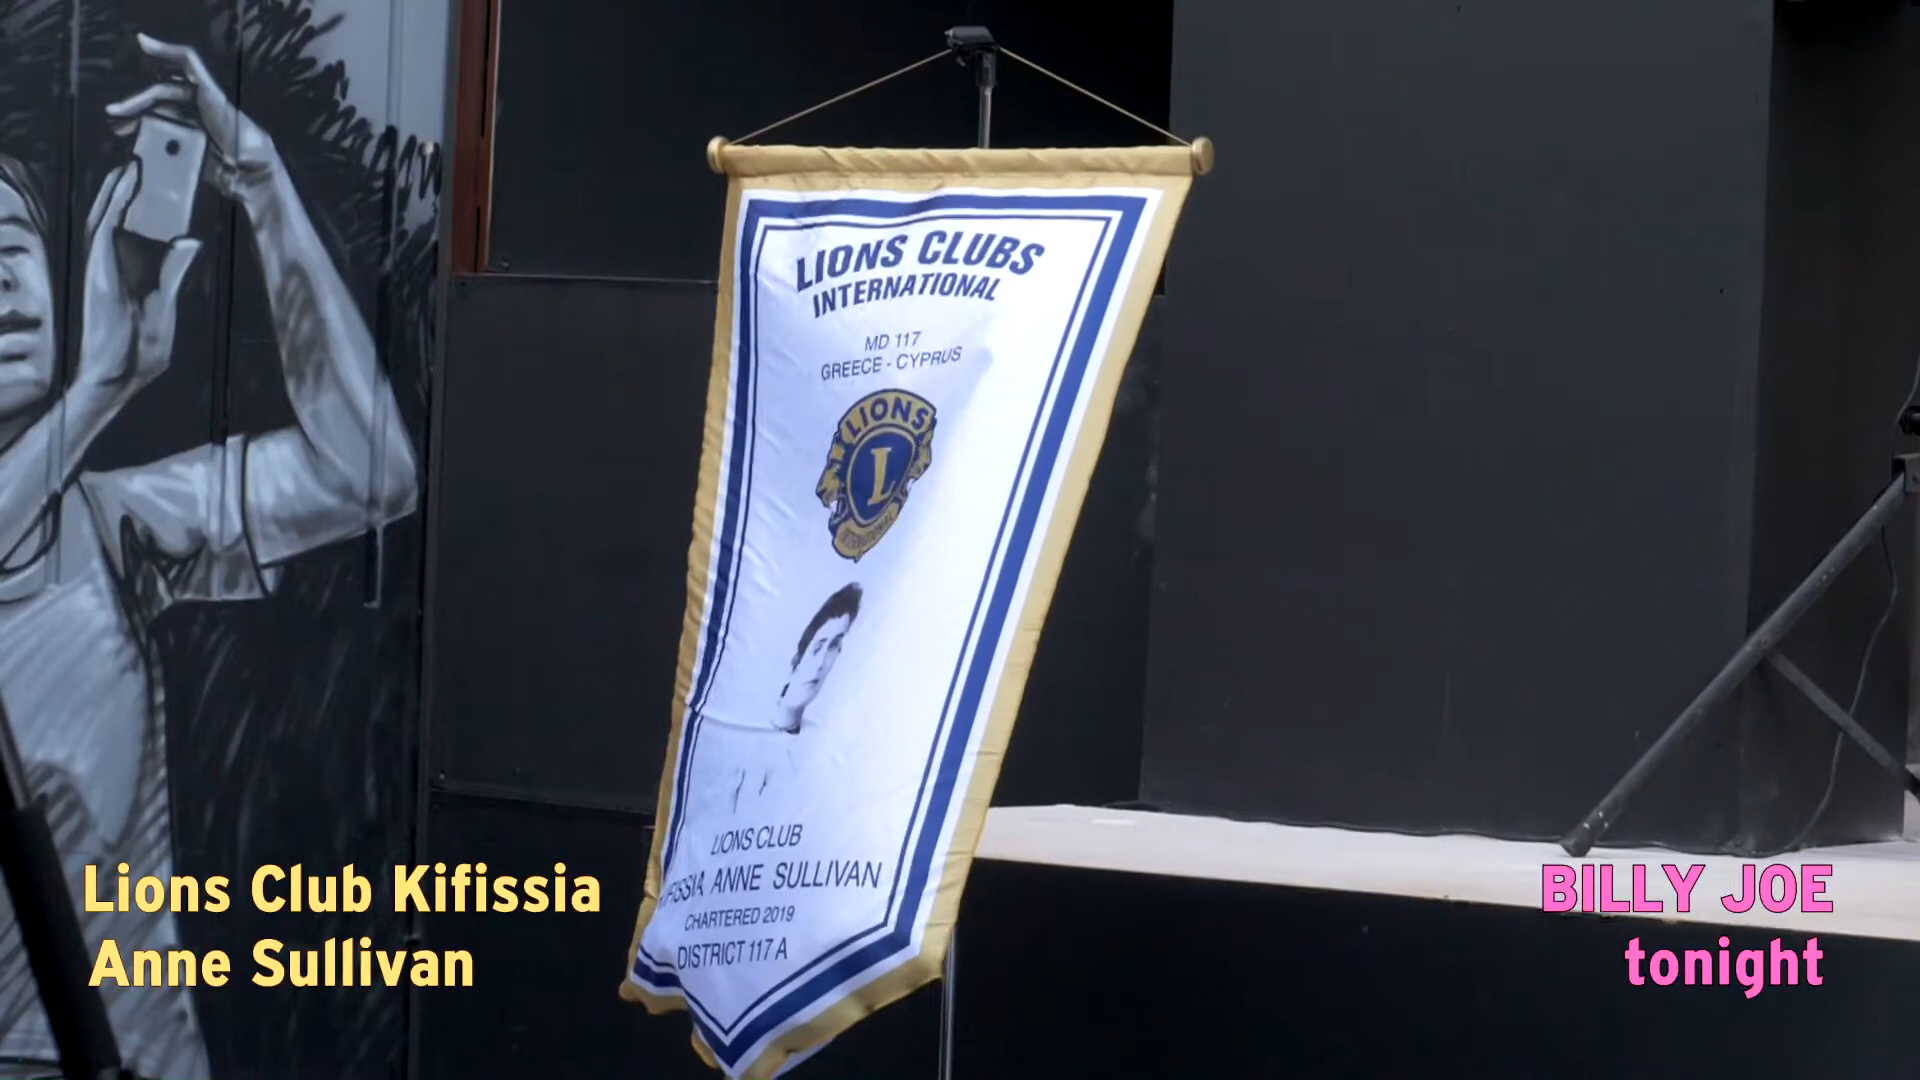 LIONS CLUBS
INTERNATIONAL
MD 117
GREECE - CYPRUS
LIONS
L
INTERNATIONAL
LIONS CLUB
ANNE SULLIVAN
CHARTERED 2019
DISTRICT 117 A
Lions Club Kifissia
Anne Sullivan
BILLY JOE
tonight